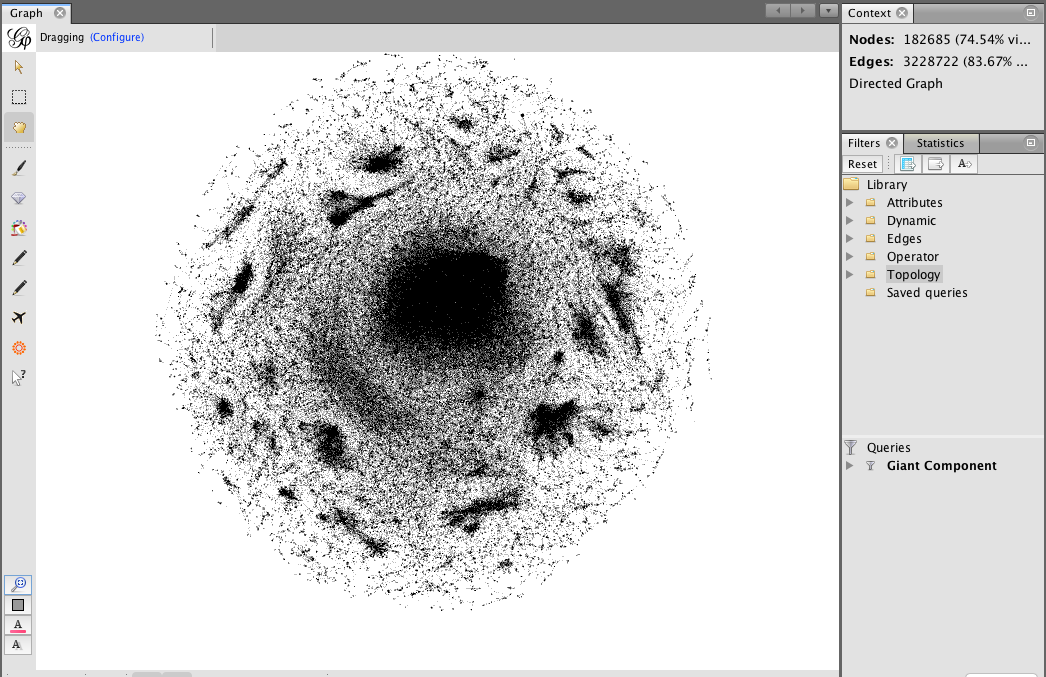 Graph
Dragging (Configure)
A
A
Context
Nodes: 182685 (74.54% vi...
Edges: 3228722 (83.67% ...
Directed Graph
Filters Statistics
Reset A
Library
Attributes
Dynamic
Edges
Operator
Topology
Saved queries
Queries
Giant Component